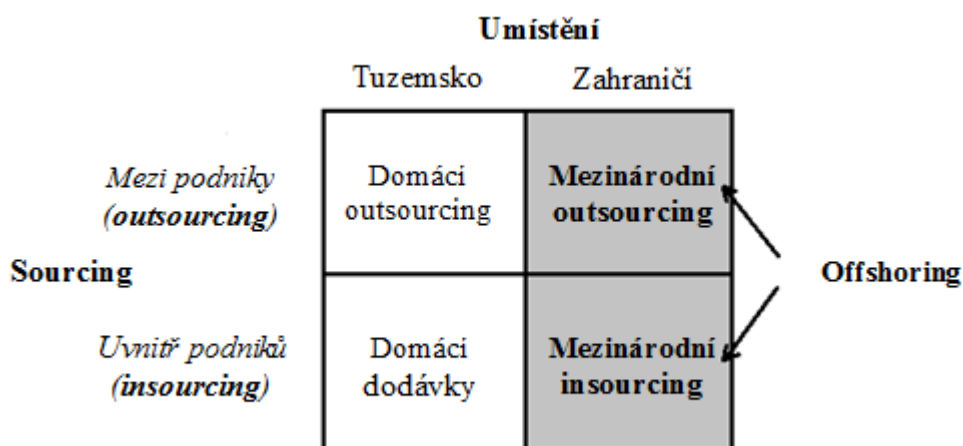 Umístění
Tuzemsko Zahraničí
Mezi podniky
(outsourcing)
Domácí
outsourcing
Mezinárodní
outsourcing
Sourcing
Offshoring
Uvnitř podniků
(insourcing)
Domácí
dodávky
Mezinárodní
insourcing